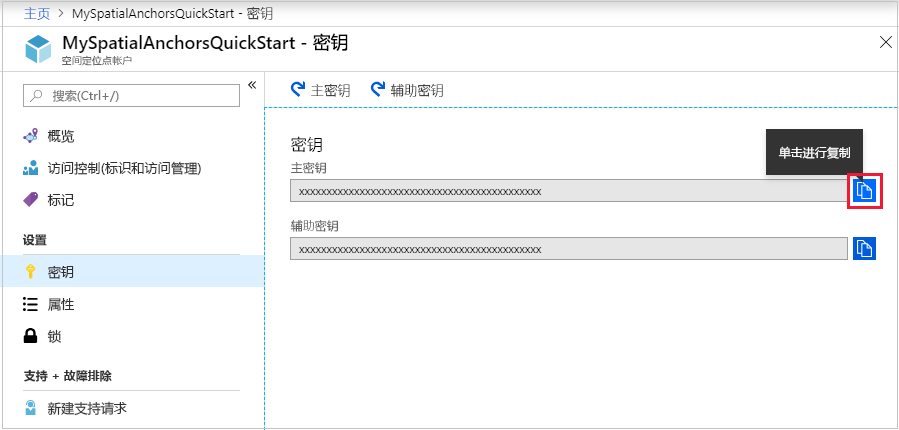 主页 > MySpatialAnchorsQuickStart - 密钥
MySpatialAnchorsQuickStart - 密钥
空间定位点帐户
搜索(Ctrl+/)
«
概览
访问控制(标识和访问管理)
标记
设置
密钥
属性
锁
支持 + 故障排除
新建支持请求
主密钥 辅助密钥
密钥
单击进行复制
主密钥
xxxxxxxxxxxxxxxxxxxxxxxxxxxxxxxxxxxxxxxxxxxx
辅助密钥
xxxxxxxxxxxxxxxxxxxxxxxxxxxxxxxxxxxxxxxxxxxx